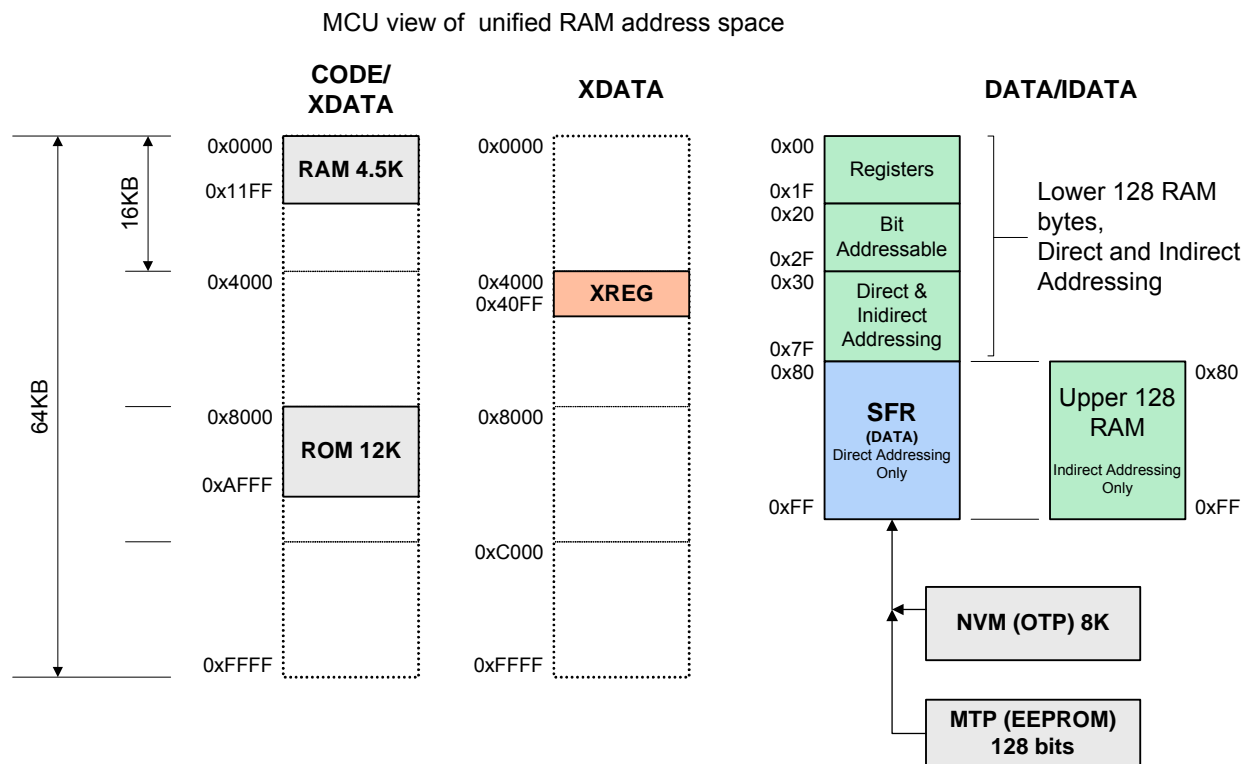 MCU view of  unified RAM address space
CODE/
XDATA
XDATA
DATA/IDATA
64KB
16KB
0x0000
RAM 4.5K
0x11FF
0x4000
0x8000
ROM 12K
0xAFFF
0xFFFF
0x0000
0x4000
XREG
0x40FF
0x8000
0xC000
0xFFFF
0x00
Registers
0x1F
0x20
Bit
Addressable
0x2F
0x30
Direct &
Inidirect
Addressing
0x7F
0x80
SFR
(DATA)
Direct Addressing
Only
0xFF
Lower 128 RAM
bytes,
Direct and Indirect
Addressing
0x80
Upper 128
RAM
Indirect Addressing
Only
0xFF
NVM (OTP) 8K
MTP (EEPROM)
128 bits